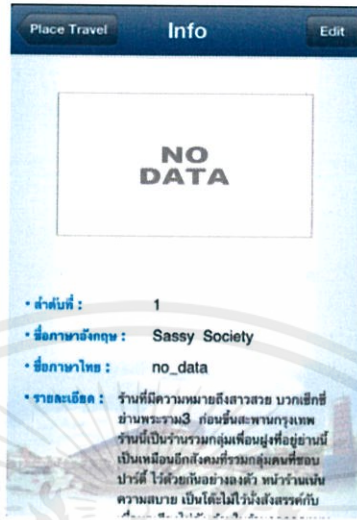 Place Travel Info Edit
NO
DATA
• ลำดับที่ : 1
• ชื่อภาษาอังกฤษ : Sassy Society
• ชื่อภาษาไทย : no_data
• รายละเอียด : ร้านที่มีความหมายถึงสาวสวย บวกเซ็กซี่
ย่านพระราม3 ก่อนขึ้นสะพานกรุงเทพ
ร้านนี้เป็นร้านรวมกลุ่มเพื่อนฝูงที่อยู่ย่านนี้
เป็นเหมือนอีกสังคมที่รวมกลุ่มคนที่ชอบ
ปาร์ตี้ ไว้ด้วยกันอย่างลงตัว หน้าร้านเน้น
ความสบาย เป็นโต๊ะไม้ไว้นั่งสังสรรค์กับ